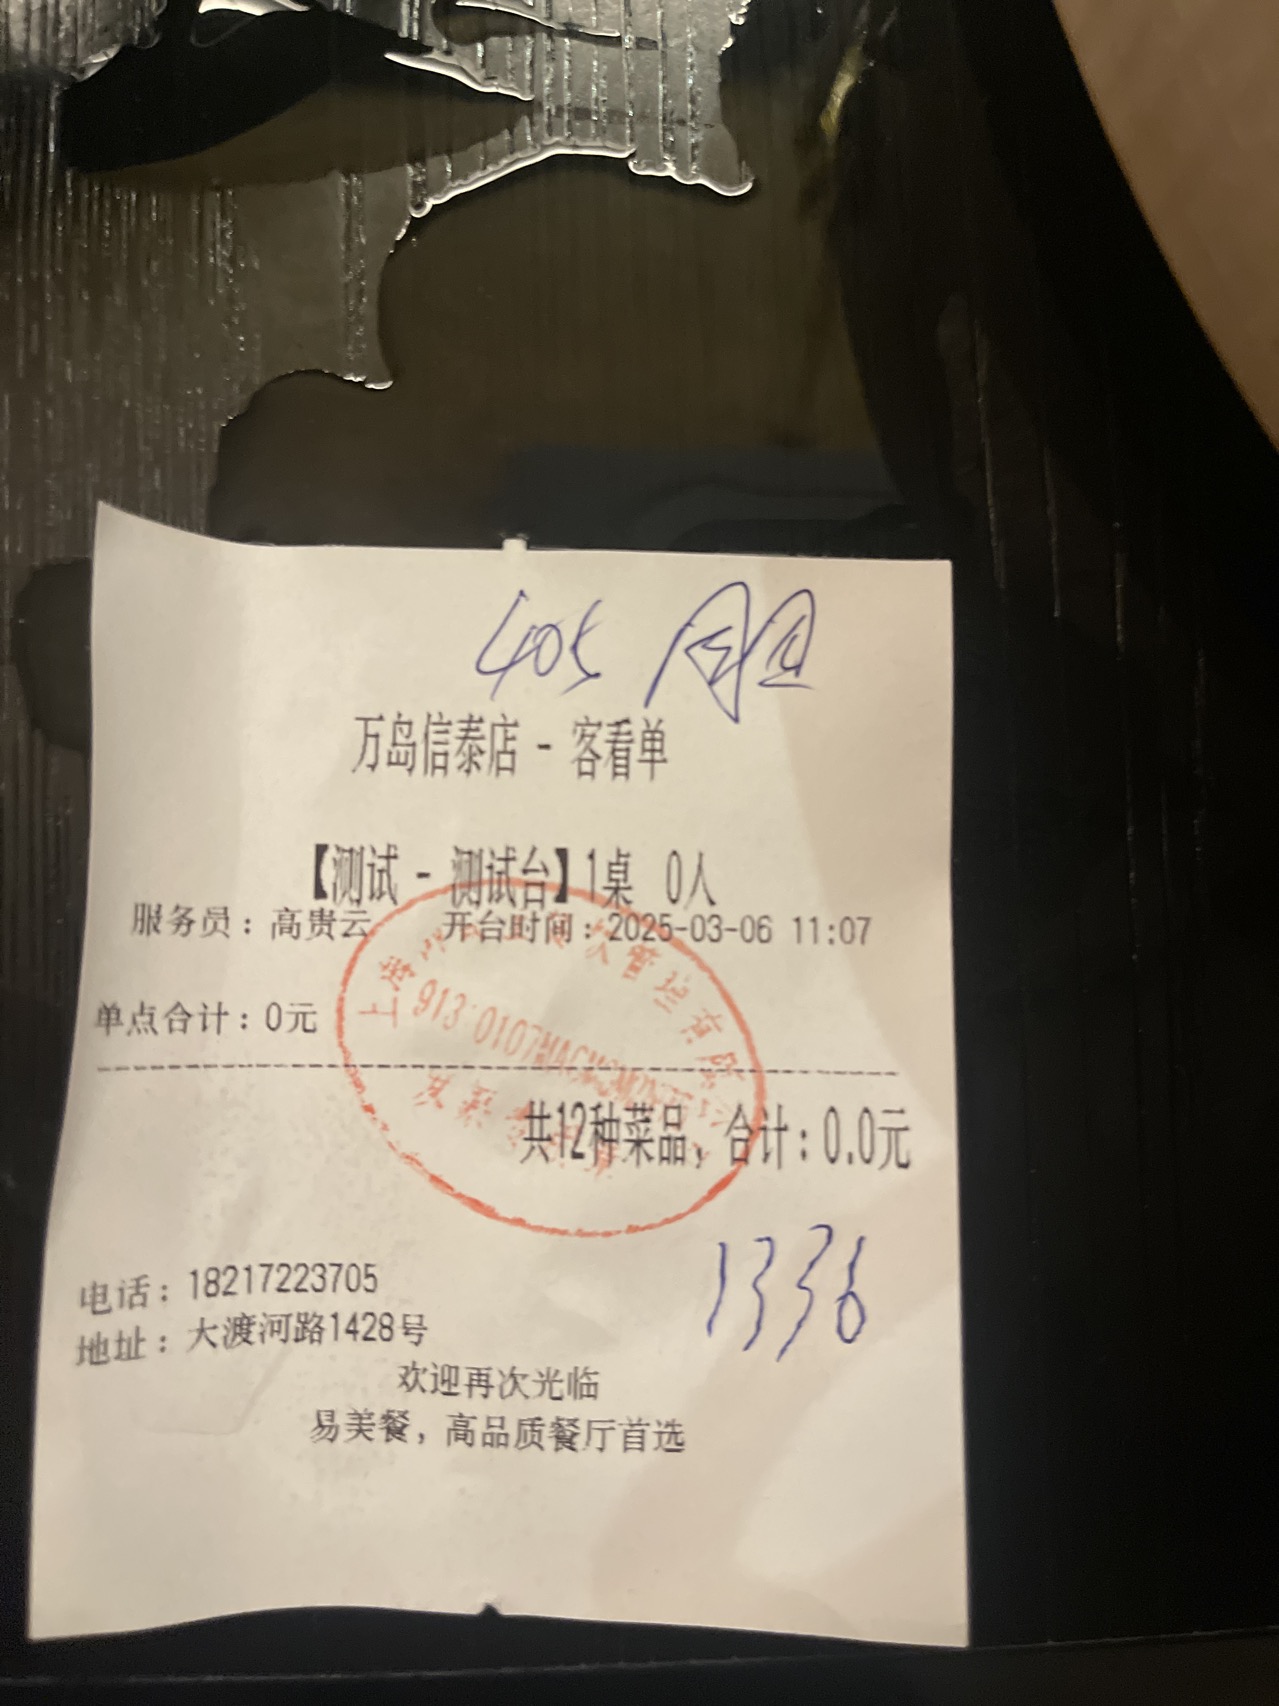 405
万岛信泰店 - 客看单
【测试 - 测试台】1桌 0人
服务员：高贵云 开台时间：2025-03-06 11:07
单点合计：0元
共12种菜品，合计：0.0元
1336
电话：18217223705
地址：大渡河路1428号
欢迎再次光临
易美餐，高品质餐厅首选